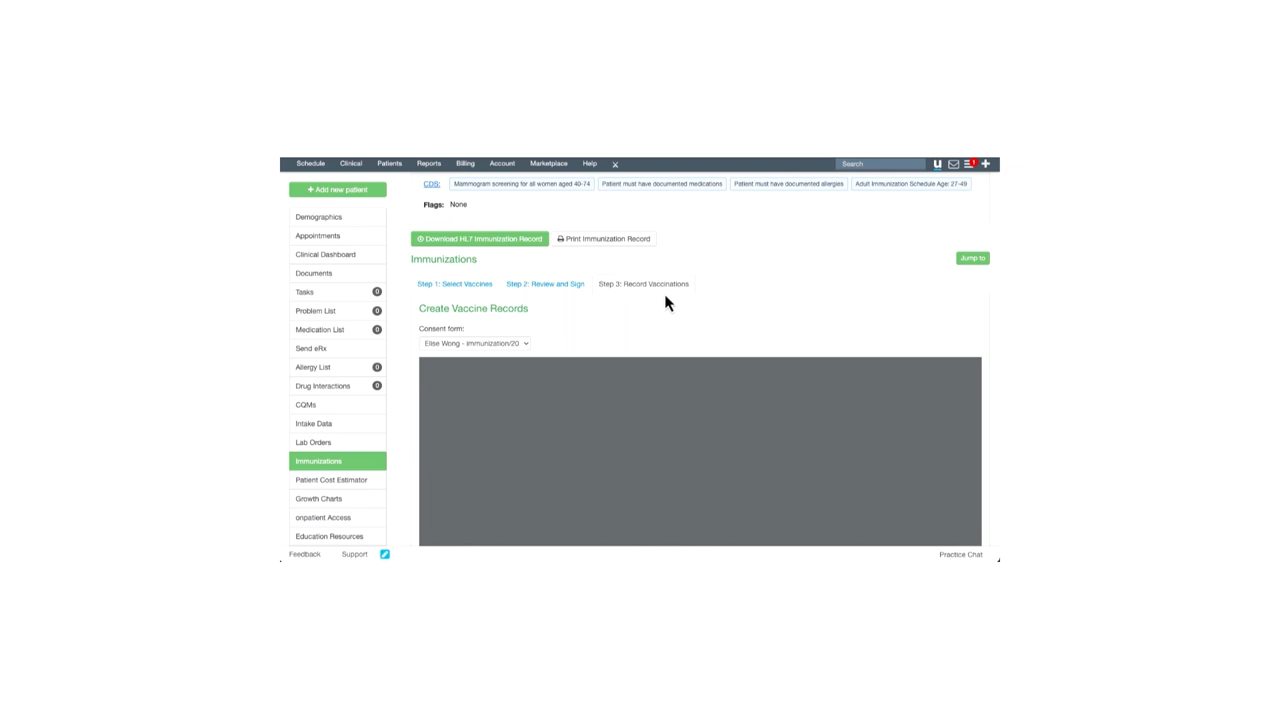 Schedule Clinical Patients Reports Billing Account Marketplace Help Search 1
+ Add new patient
CDS: Mammogram screening for all women aged 40-74 Patient must have documented medications Patient must have documented allergies Adult Immunization Schedule Age: 27-49
Flags: None
Demographics
Appointments
Clinical Dashboard
Documents
Tasks 0
Problem List 0
Medication List 0
Send eRx
Allergy List 0
Drug Interactions 0
CQMs
Intake Data
Lab Orders
Immunizations
Patient Cost Estimator
Growth Charts
onpatient Access
Education Resources
Download HL7 Immunization Record Print Immunization Record
Immunizations Jump to
Step 1: Select Vaccines Step 2: Review and Sign Step 3: Record Vaccinations
Create Vaccine Records
Consent form:
Elise Wong - immunization/20
Feedback Support Practice Chat